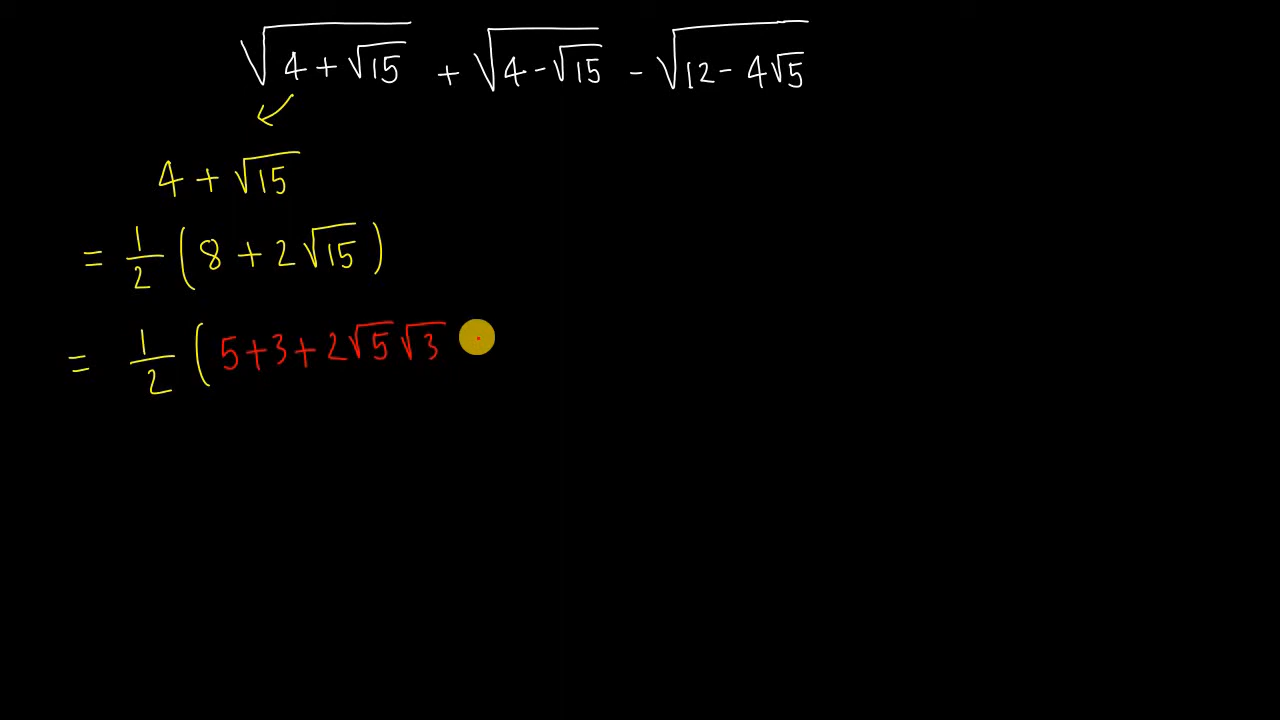 √(4 + √15) + √(4 - √15) - √(12 - 4√5)
4 + √15
= 1/2 (8 + 2√15)
= 1/2 (5 + 3 + 2√5√3